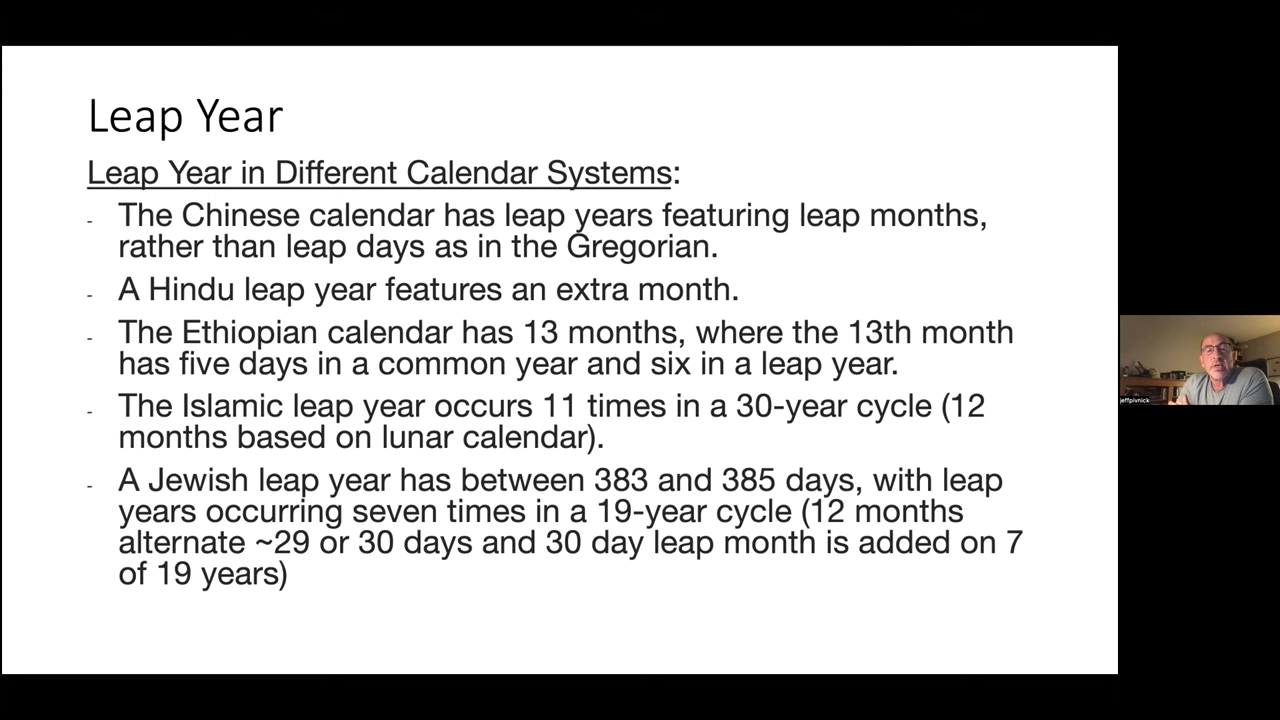 Leap Year
Leap Year in Different Calendar Systems:
- The Chinese calendar has leap years featuring leap months,
rather than leap days as in the Gregorian.
- A Hindu leap year features an extra month.
- The Ethiopian calendar has 13 months, where the 13th month
has five days in a common year and six in a leap year.
- The Islamic leap year occurs 11 times in a 30-year cycle (12
months based on lunar calendar).
- A Jewish leap year has between 383 and 385 days, with leap
years occurring seven times in a 19-year cycle (12 months
alternate ~29 or 30 days and 30 day leap month is added on 7
of 19 years)
jeffpivnick